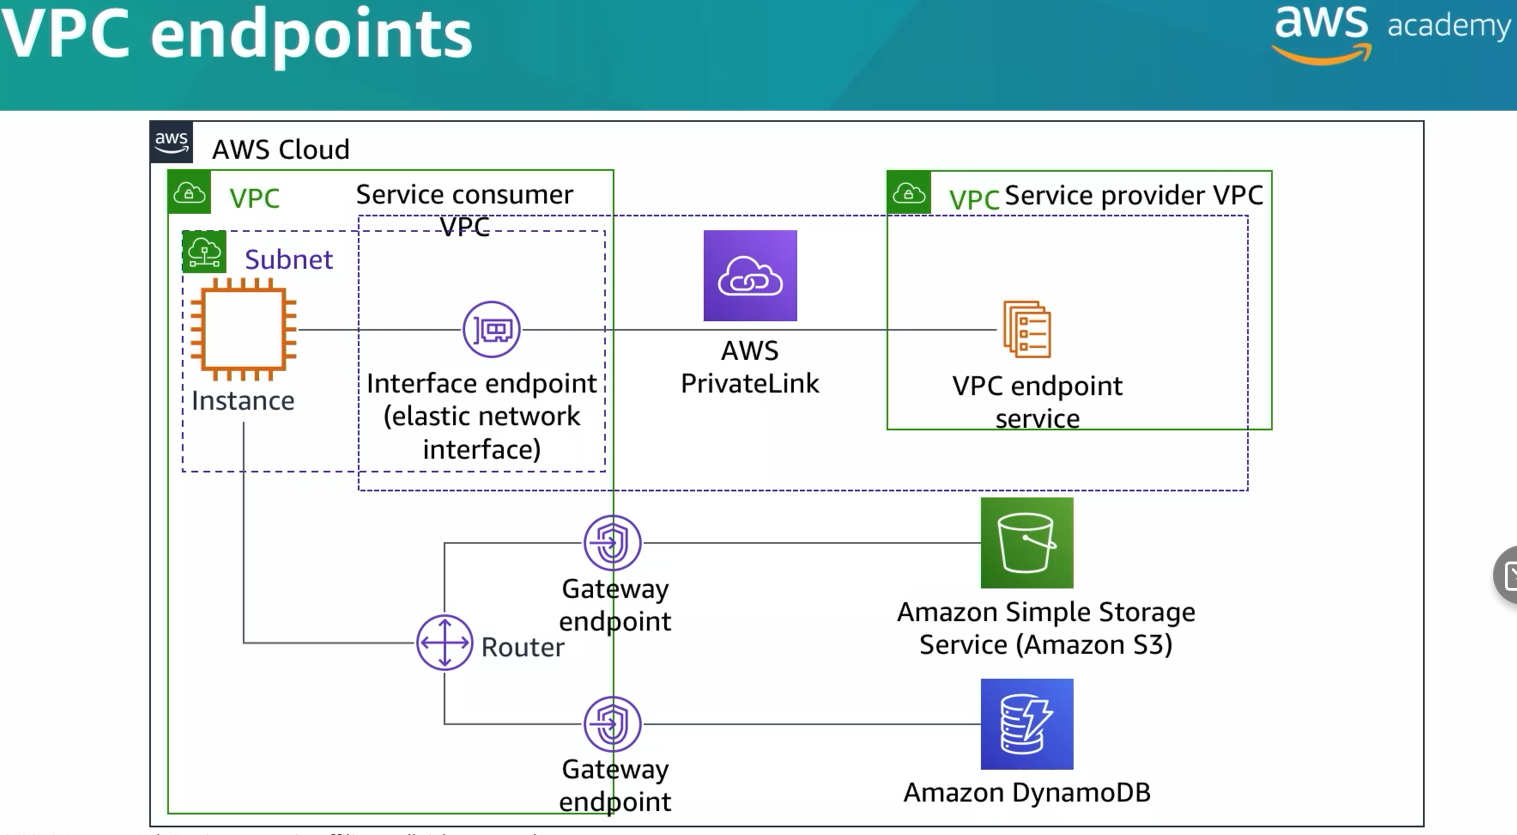 VPC endpoints
aws academy
aws
AWS Cloud
VPC
Service consumer
VPC
VPC
Service provider VPC
Subnet
Instance
Interface endpoint
(elastic network
interface)
AWS
PrivateLink
VPC endpoint
service
Gateway
endpoint
Router
Amazon Simple Storage
Service (Amazon S3)
Gateway
endpoint
Amazon DynamoDB